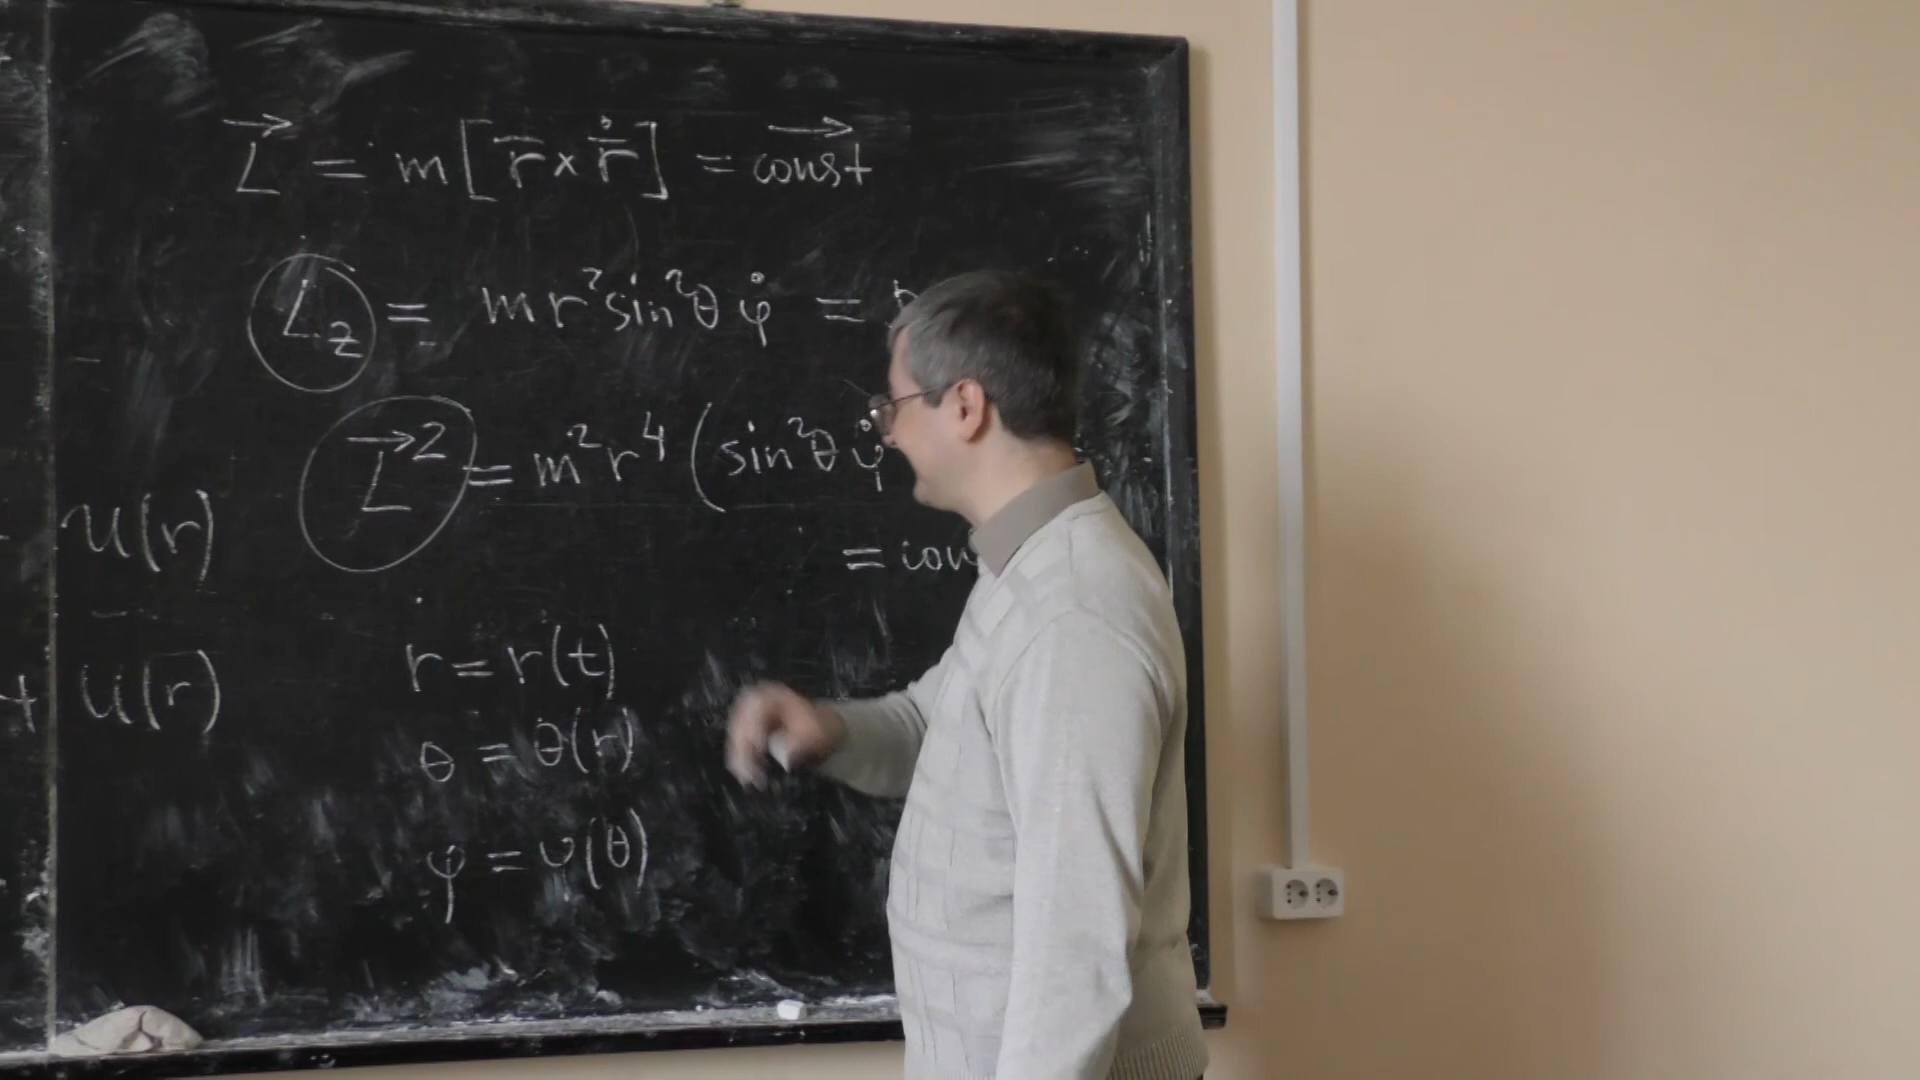 L⃗ = m[r̅ × ṙ̅] = const⃗
L_z = mr²sin²θ φ̇ =
L⃗² = m²r⁴(sin²θ φ̇
= con
u(r)
+ u(r)
r = r(t)
θ = θ(r)
φ = υ(θ)